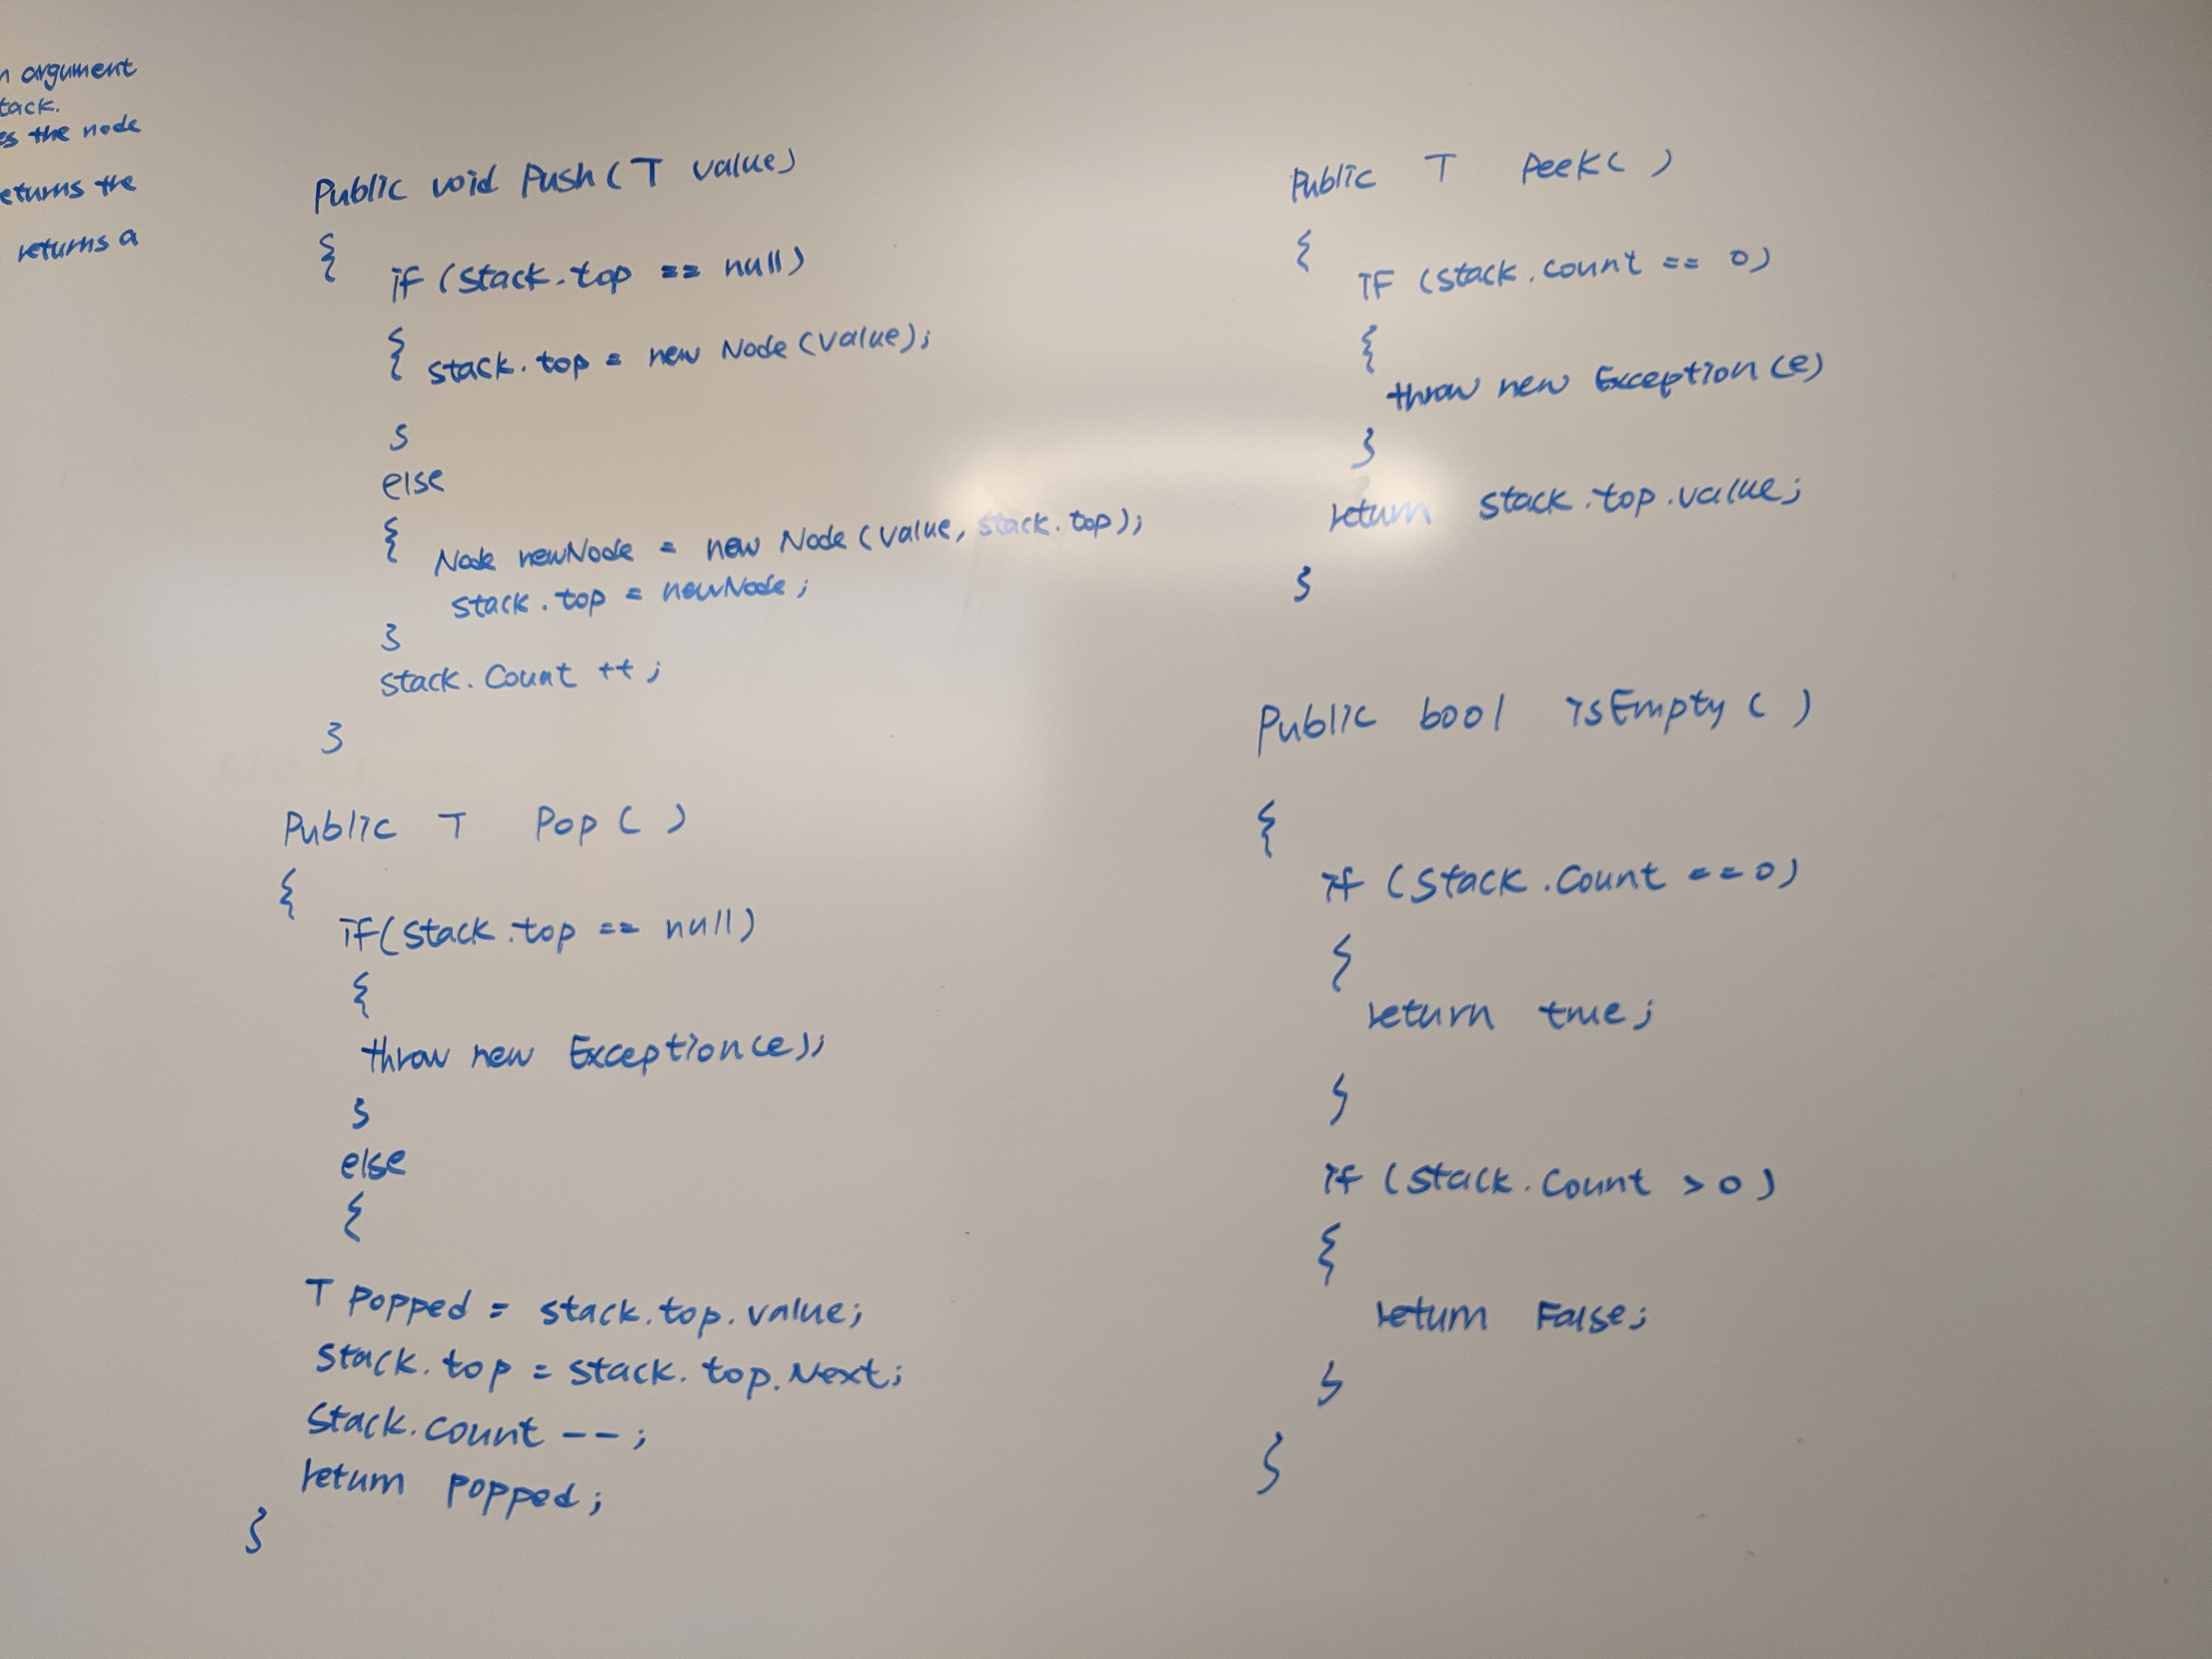 n argument
tack.
es the node
eturns the
returns a
Public void Push(T value)
{
if (stack.top == null)
{ stack.top = new Node(value);
}
else
{ Node newNode = new Node(value, stack.top);
stack.top = newNode;
}
stack.Count ++;
}
Public T Pop( )
{
if(stack.top == null)
{
throw new Exception(e);
}
else
{
T popped = stack.top.value;
stack.top = stack.top.Next;
stack.count --;
return popped;
}
Public T Peek( )
{
if (stack.count == 0)
{
throw new Exception(e)
}
return stack.top.value;
}
Public bool isEmpty( )
{
if (stack.Count ==0)
{
return true;
}
if (stack.Count >0)
{
return False;
}
}